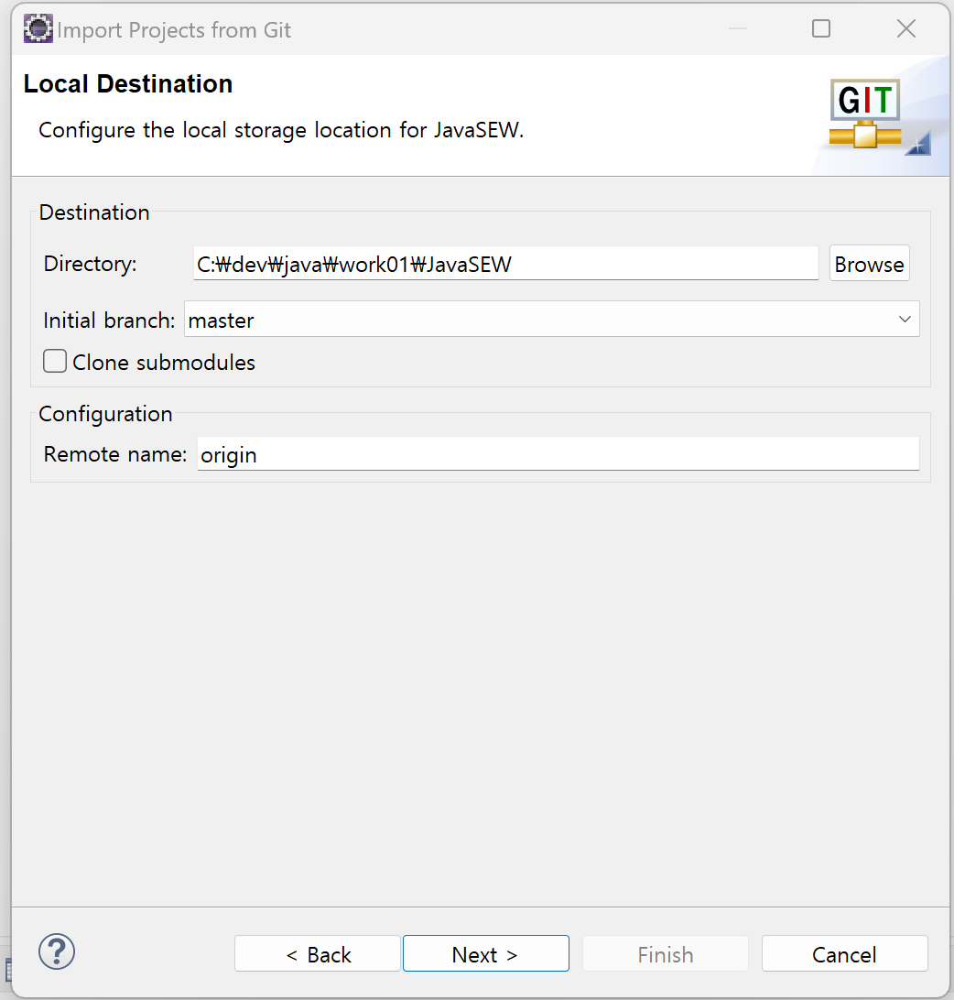 Import Projects from Git
Local Destination
Configure the local storage location for JavaSEW.
GIT
Destination
Directory: C:₩dev₩java₩work01₩JavaSEW Browse
Initial branch: master
Clone submodules
Configuration
Remote name: origin
?
< Back Next > Finish Cancel